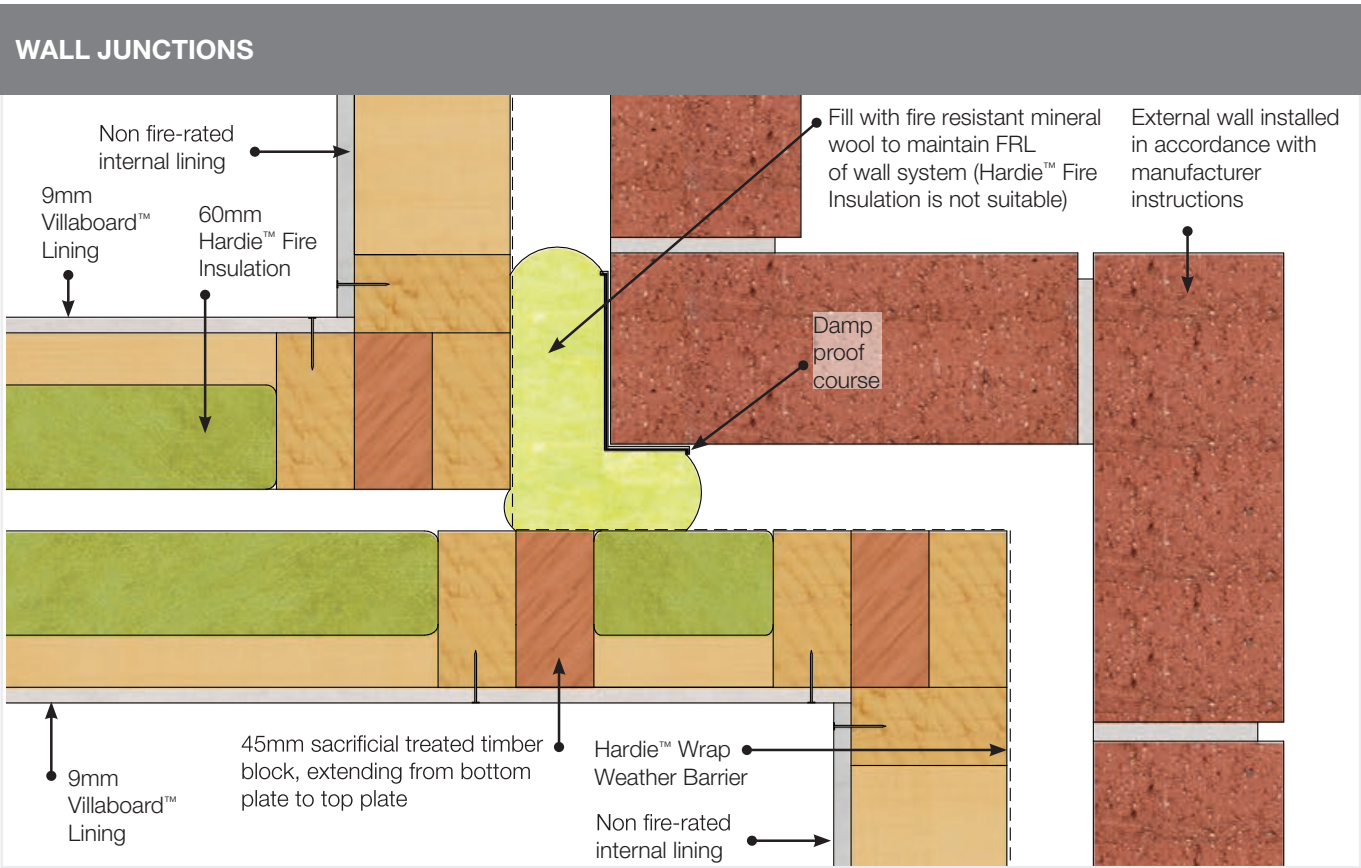 WALL JUNCTIONS
Non fire-rated
internal lining
9mm
Villaboard™
Lining
60mm
Hardie™ Fire
Insulation
Fill with fire resistant mineral
wool to maintain FRL
of wall system (Hardie™ Fire
Insulation is not suitable)
External wall installed
in accordance with
manufacturer
instructions
Damp
proof
course
9mm
Villaboard™
Lining
45mm sacrificial treated timber
block, extending from bottom
plate to top plate
Hardie™ Wrap
Weather Barrier
Non fire-rated
internal lining